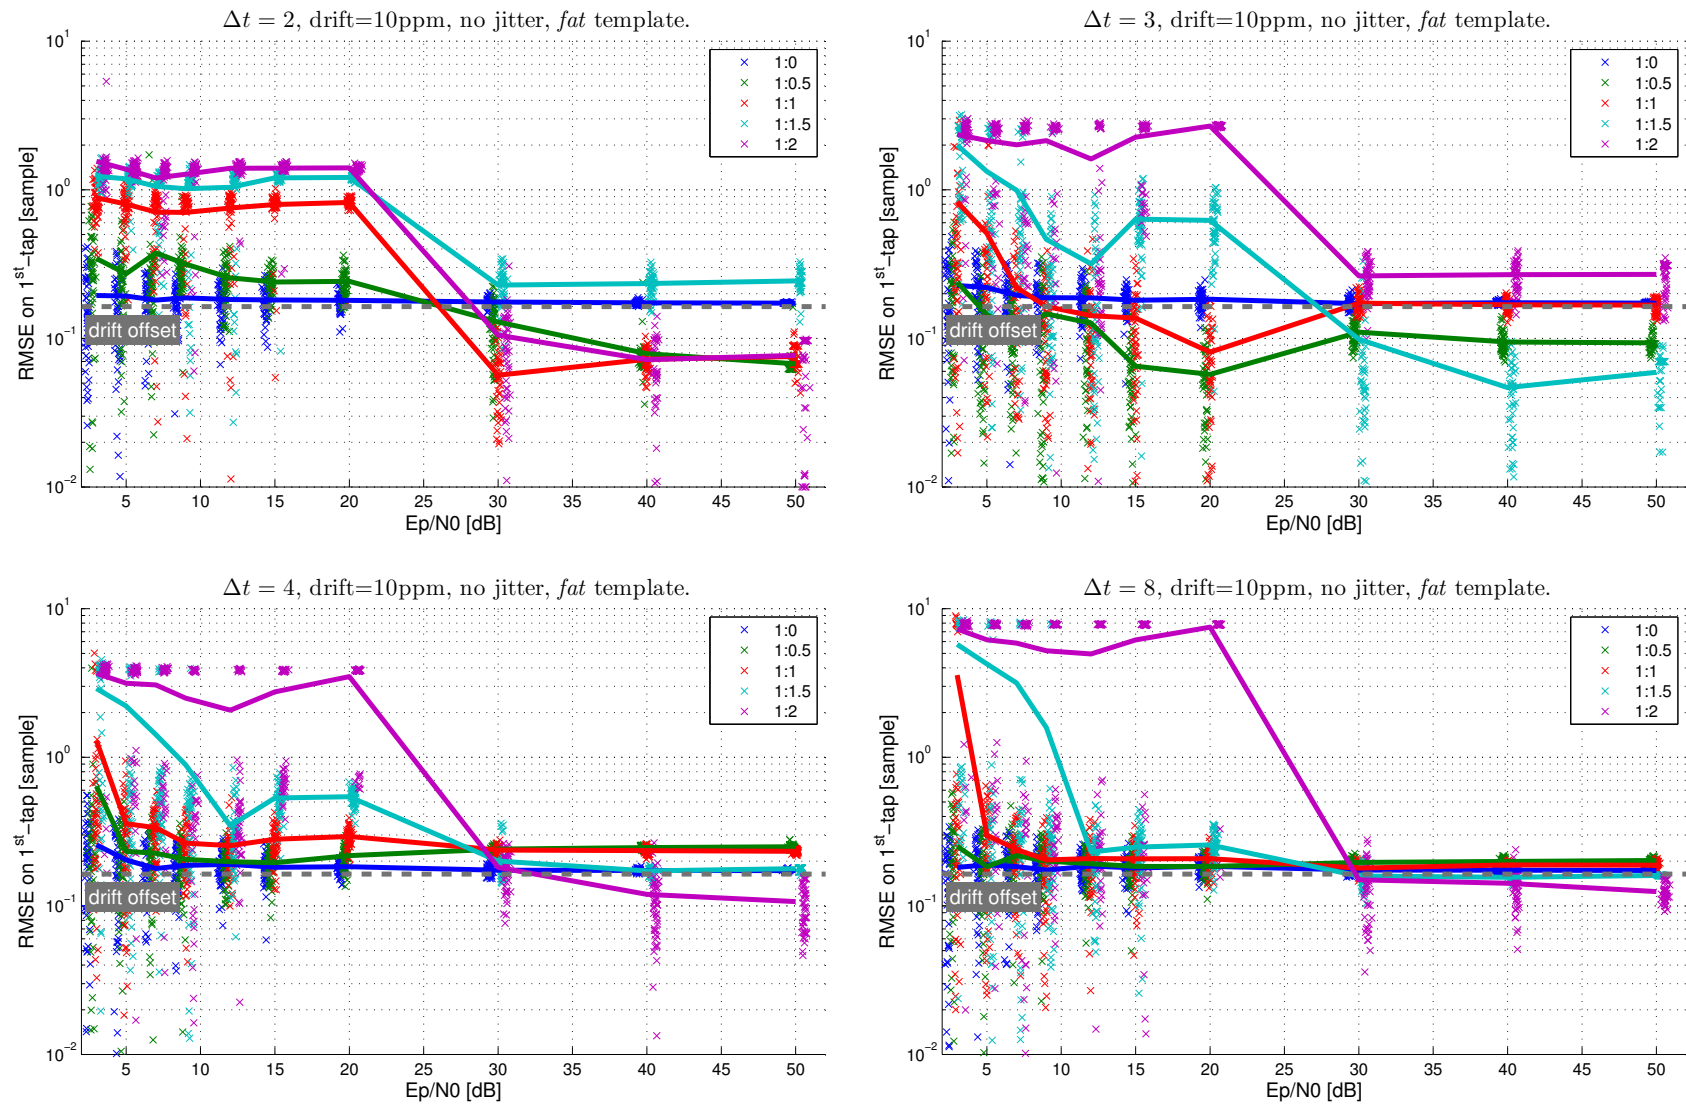 Δt = 2, drift=10ppm, no jitter, fat template.
10^1
10^0
10^−1
10^−2
RMSE on 1^st−tap [sample]
1:0
1:0.5
1:1
1:1.5
1:2
drift offset
5 10 15 20 25 30 35 40 45 50
Ep/N0 [dB]
Δt = 3, drift=10ppm, no jitter, fat template.
10^1
10^0
10^−1
10^−2
RMSE on 1^st−tap [sample]
1:0
1:0.5
1:1
1:1.5
1:2
drift offset
5 10 15 20 25 30 35 40 45 50
Ep/N0 [dB]
Δt = 4, drift=10ppm, no jitter, fat template.
10^1
10^0
10^−1
10^−2
RMSE on 1^st−tap [sample]
1:0
1:0.5
1:1
1:1.5
1:2
drift offset
5 10 15 20 25 30 35 40 45 50
Ep/N0 [dB]
Δt = 8, drift=10ppm, no jitter, fat template.
10^1
10^0
10^−1
10^−2
RMSE on 1^st−tap [sample]
1:0
1:0.5
1:1
1:1.5
1:2
drift offset
5 10 15 20 25 30 35 40 45 50
Ep/N0 [dB]